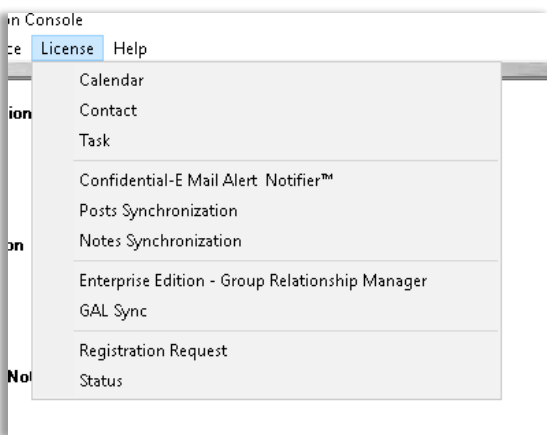 on Console
ce License Help
Calendar
ion
Contact
Task
Confidential-E Mail Alert Notifier™
Posts Synchronization
on
Notes Synchronization
Enterprise Edition - Group Relationship Manager
GAL Sync
Registration Request
Not
Status